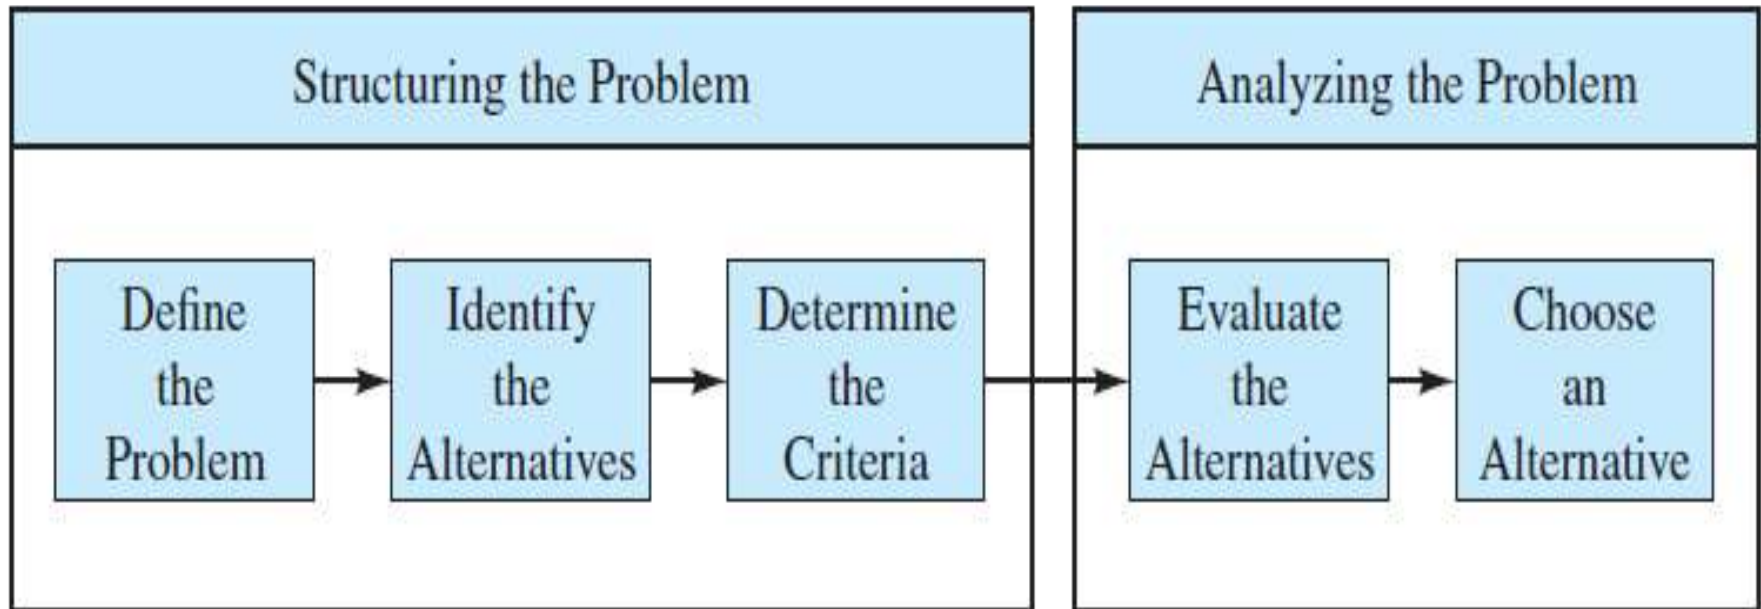 Structuring the Problem
Analyzing the Problem
Define
the
Problem
Identify
the
Alternatives
Determine
the
Criteria
Evaluate
the
Alternatives
Choose
an
Alternative